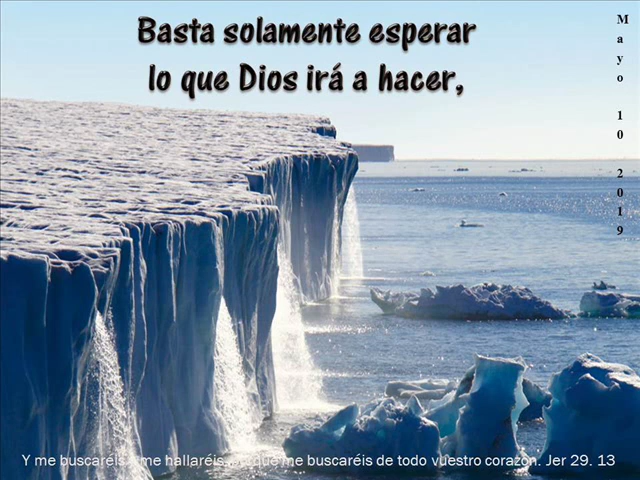 Basta solamente esperar
lo que Dios irá a hacer,
Mayo 10 2019
Y me buscaréis y me hallaréis, porque me buscaréis de todo vuestro corazón. Jer 29. 13